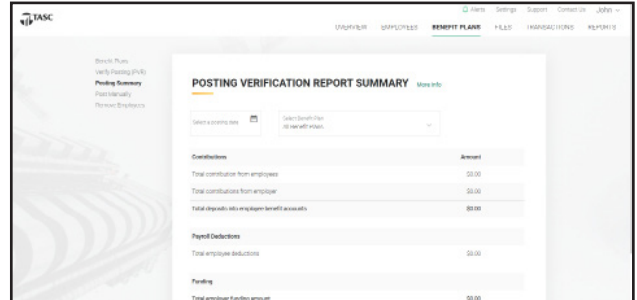 TASC
Alerts Settings Support Contact Us John
OVERVIEW EMPLOYEES BENEFIT PLANS FILES TRANSACTIONS REPORTS
Benefit Plans
Verify Posting (PVR)
Posting Summary
Post Manually
Remove Employees
POSTING VERIFICATION REPORT SUMMARY More Info
Select a posting date
Select Benefit Plan
All Benefit Plans
Contributions Amount
Total contribution from employees $0.00
Total contributions from employer $0.00
Total deposits into employee benefit accounts $0.00
Payroll Deductions
Total employee deductions $0.00
Funding
Total employer funding amount $0.00